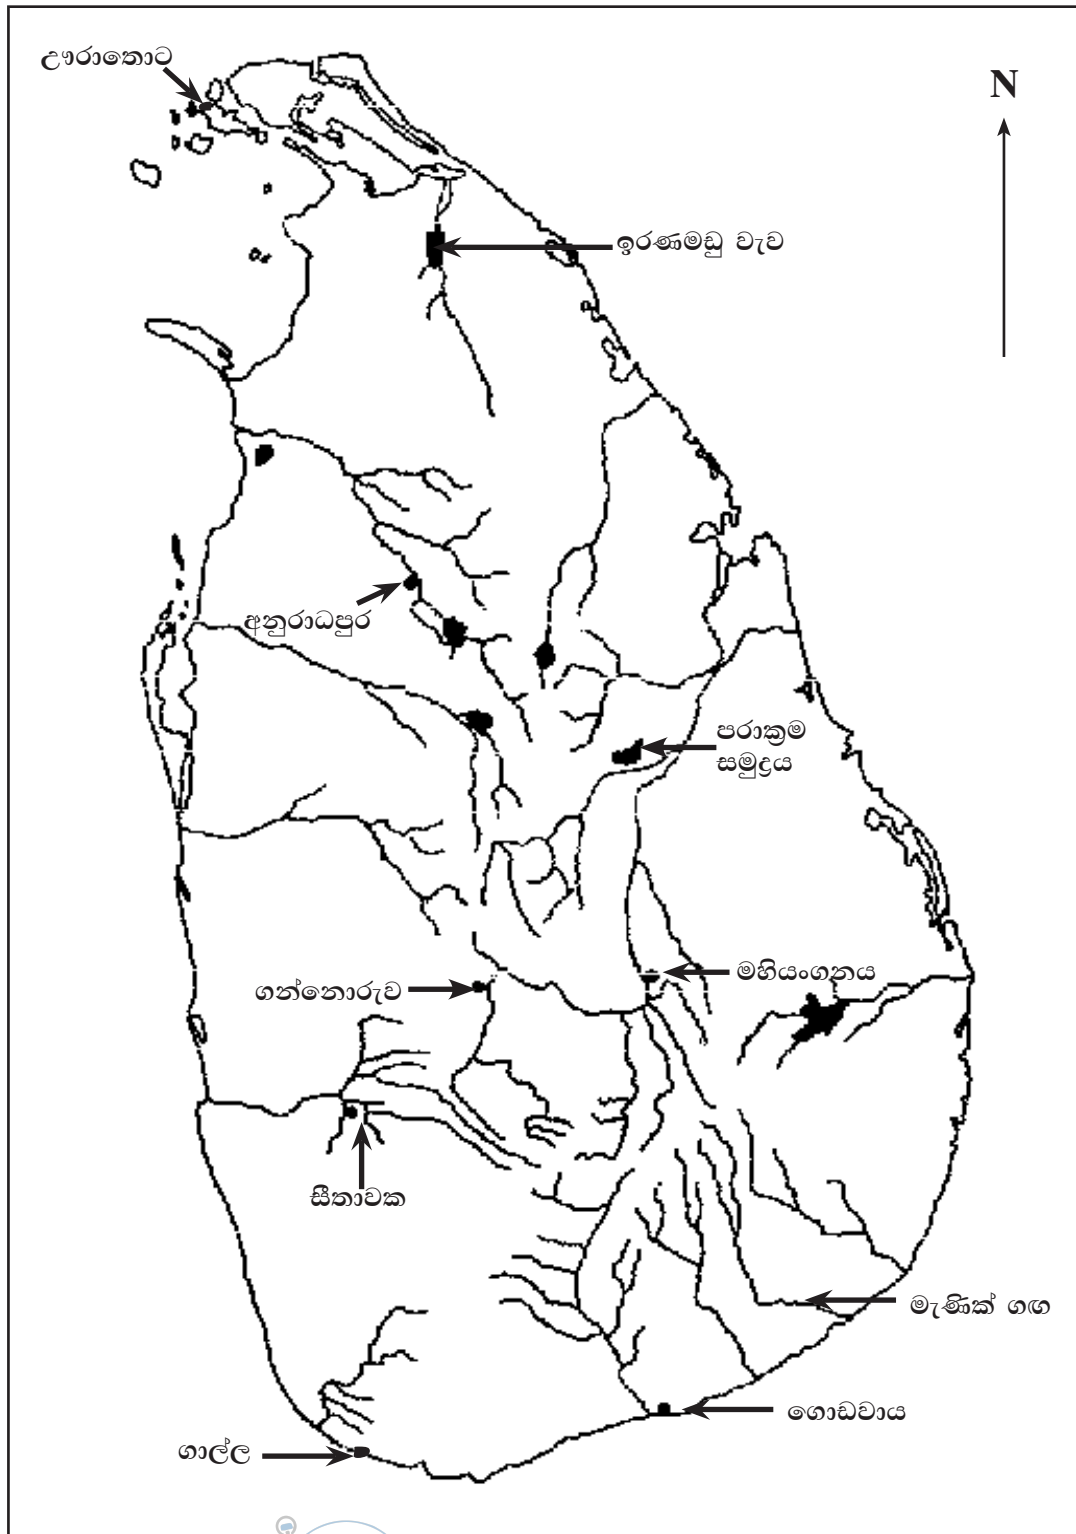 ඌරාතොට
N
ඉරණමඩු වැව
අනුරාධපුර
පරාක්‍රම
සමුද්‍රය
මහියංගනය
ගන්නොරුව
සීතාවක
මැණික් ගඟ
ගොඩවාය
ගාල්ල